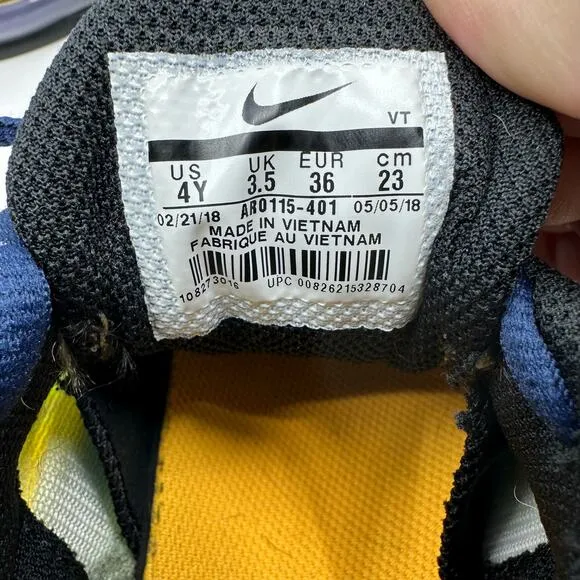 VT
US UK EUR cm
4Y 3.5 36 23
02/21/18 AR0115-401 05/05/18
MADE IN VIETNAM
FABRIQUE AU VIETNAM
1082273016 UPC 00826215328704